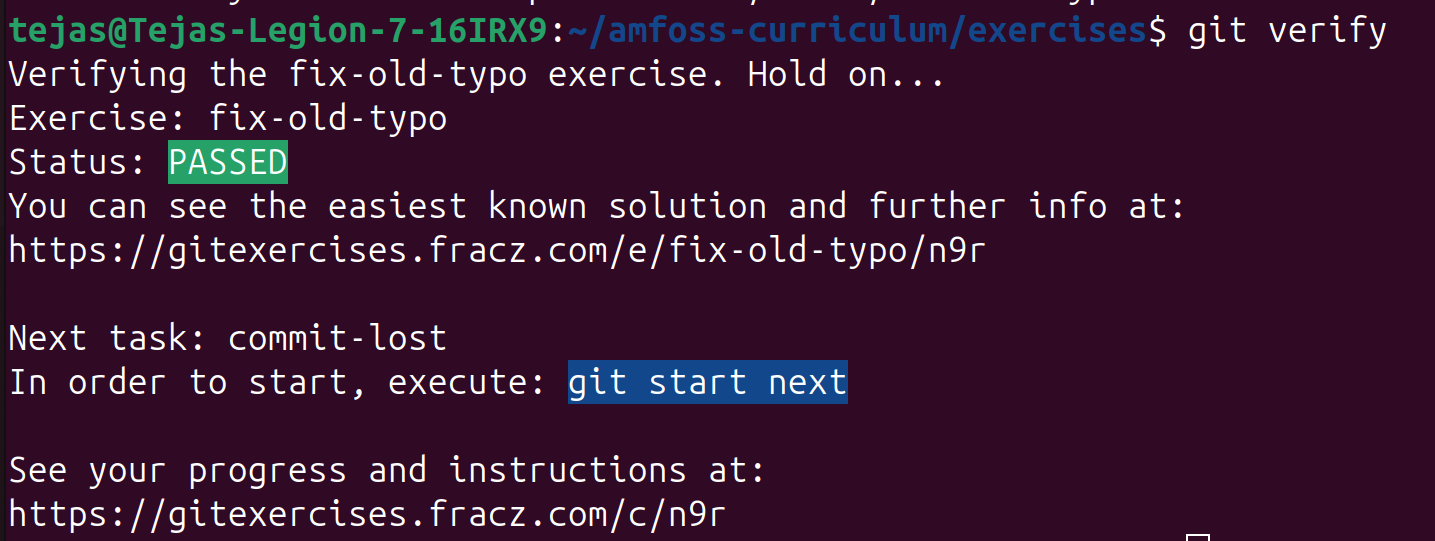 tejas@Tejas-Legion-7-16IRX9:~/amfoss-curriculum/exercises$ git verify
Verifying the fix-old-typo exercise. Hold on...
Exercise: fix-old-typo
Status: PASSED
You can see the easiest known solution and further info at:
https://gitexercises.fracz.com/e/fix-old-typo/n9r
Next task: commit-lost
In order to start, execute: git start next
See your progress and instructions at:
https://gitexercises.fracz.com/c/n9r